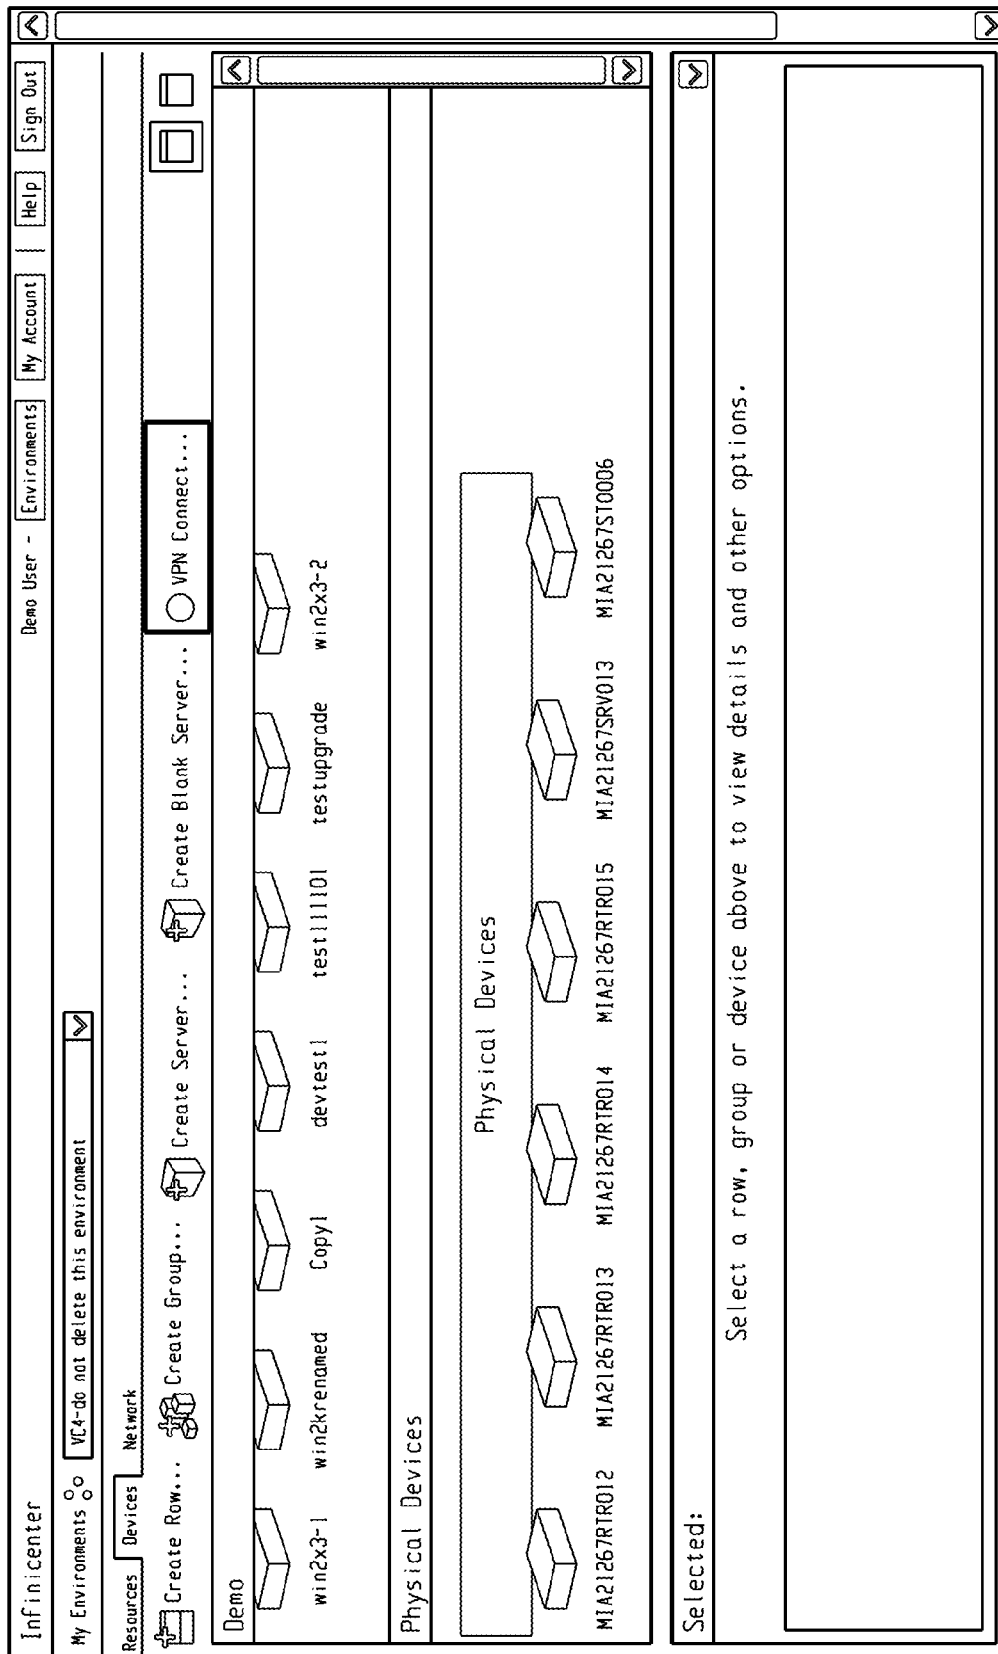 Infinicenter
Demo User - Environments My Account | Help Sign Out
My Environments VC4-do not delete this environment
Resources Devices Network
Create Row... Create Group... Create Server... Create Blank Server... VPN Connect...
Demo
win2x3-1 win2krenamed Copy1 devtest1 test111101 testupgrade win2x3-2
Physical Devices
Physical Devices
MIA21267RTR012 MIA21267RTR013 MIA21267RTR014 MIA21267RTR015 MIA21267SRV013 MIA21267ST0006
Selected:
Select a row, group or device above to view details and other options.